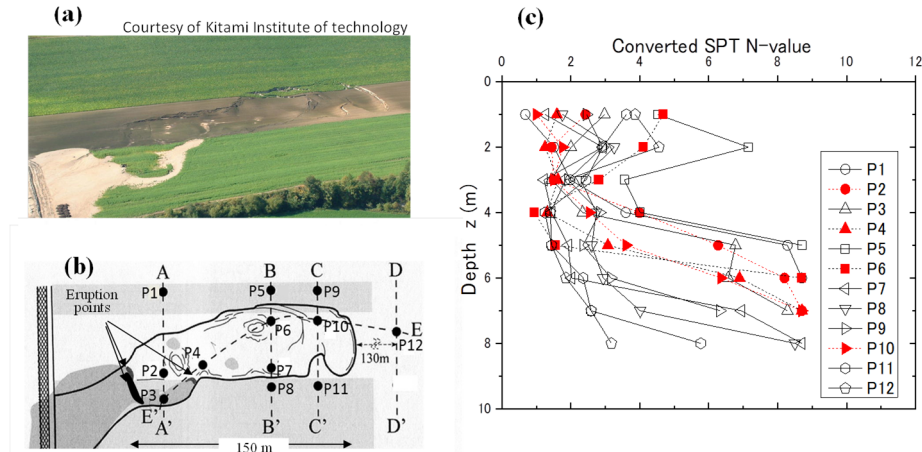 (a)
Courtesy of Kitami Institute of technology
(b)
A
B
C
D
Eruption
points
P1
P5
P9
P6
P10
E
P12
P4
130m
P2
P7
P3
P8
P11
E'
A'
B'
C'
D'
150 m
(c)
Converted SPT N-value
0 2 4 6 8 10 12
Depth z (m)
0
2
4
6
8
10
P1
P2
P3
P4
P5
P6
P7
P8
P9
P10
P11
P12